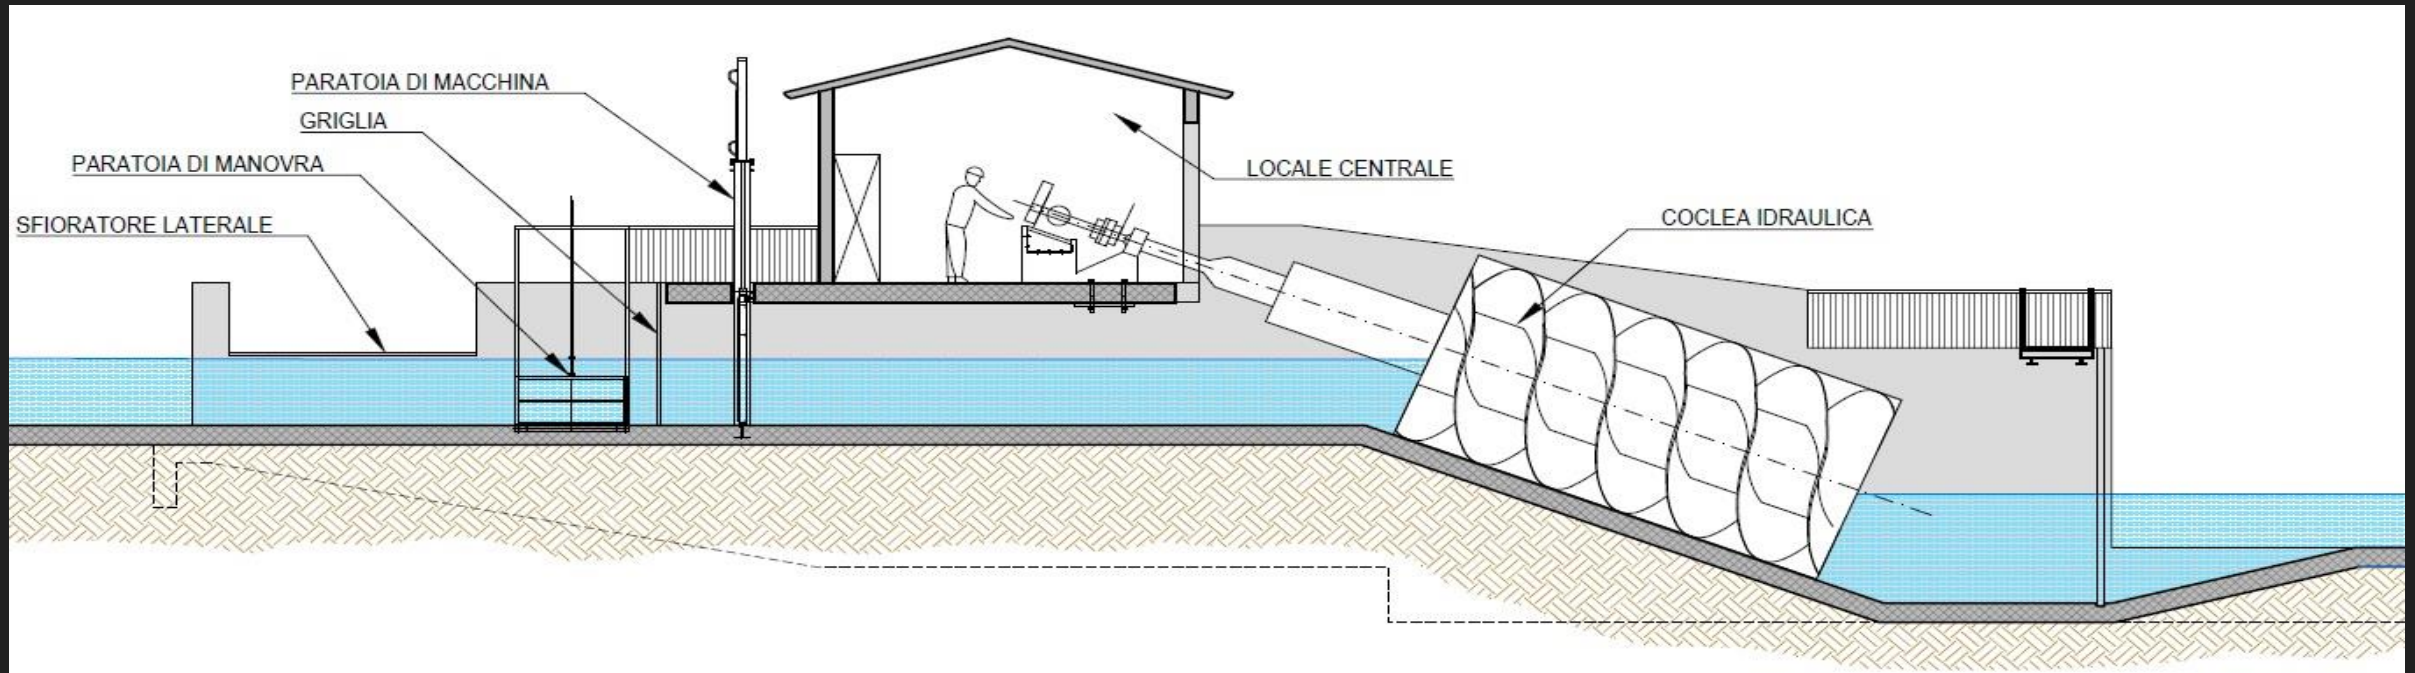 PARATOIA DI MACCHINA
GRIGLIA
PARATOIA DI MANOVRA
SFIORATORE LATERALE
LOCALE CENTRALE
COCLEA IDRAULICA